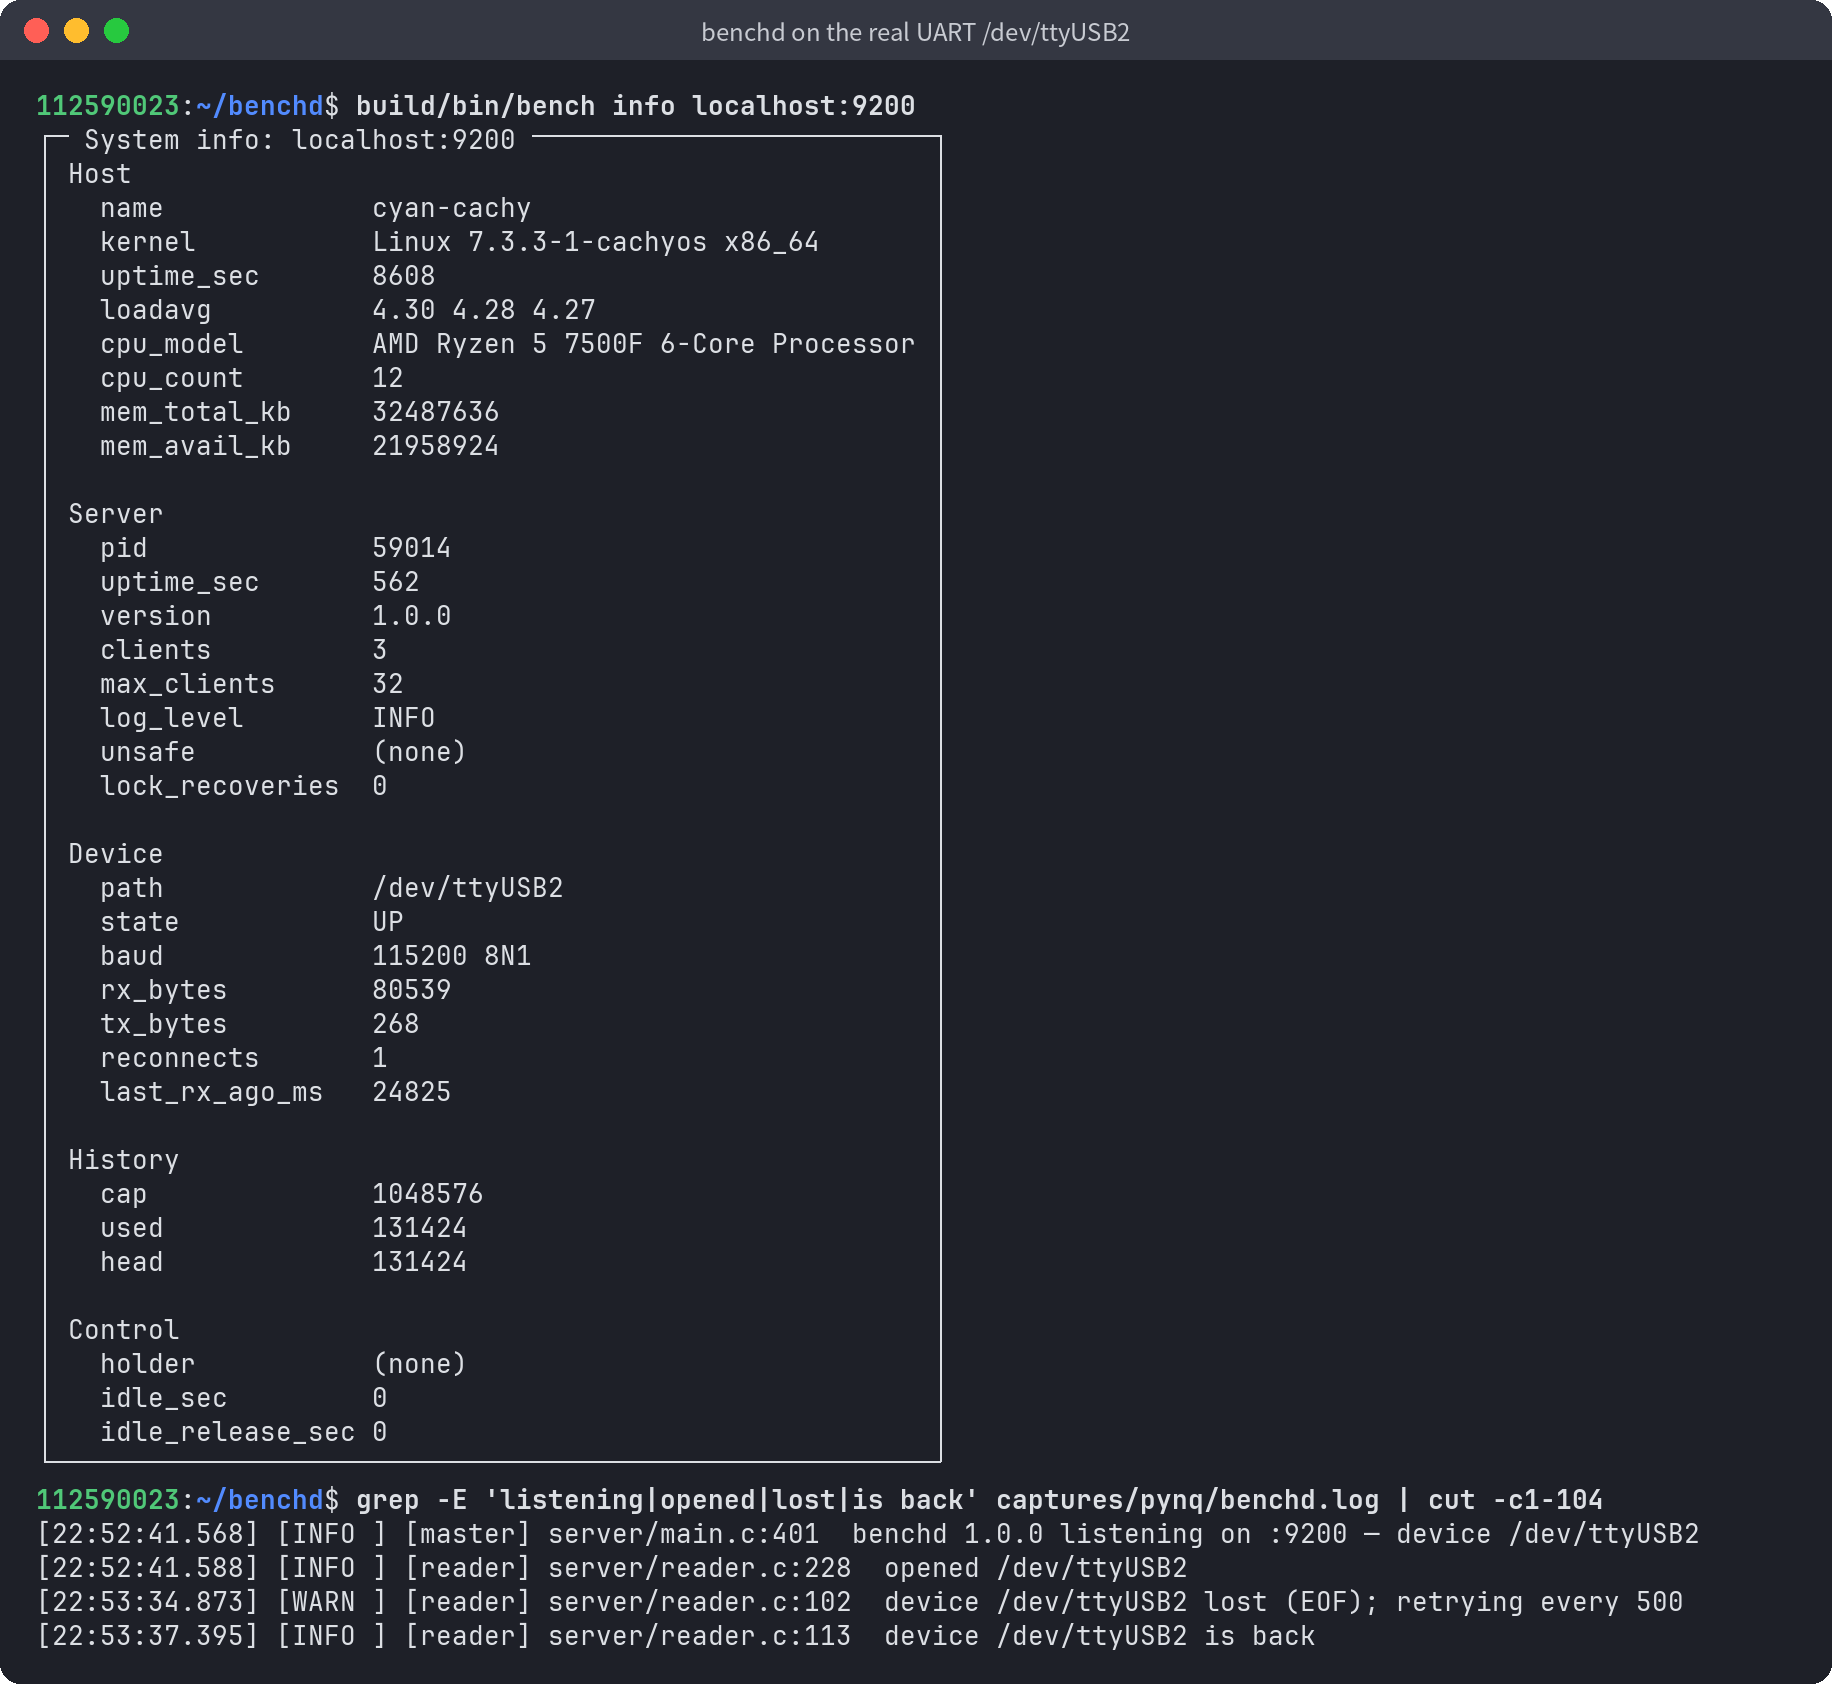 benchd on the real UART /dev/ttyUSB2
112590023:~/benchd$ build/bin/bench info localhost:9200
System info: localhost:9200
Host
name cyan-cachy
kernel Linux 7.3.3-1-cachyos x86_64
uptime_sec 8608
loadavg 4.30 4.28 4.27
cpu_model AMD Ryzen 5 7500F 6-Core Processor
cpu_count 12
mem_total_kb 32487636
mem_avail_kb 21958924
Server
pid 59014
uptime_sec 562
version 1.0.0
clients 3
max_clients 32
log_level INFO
unsafe (none)
lock_recoveries 0
Device
path /dev/ttyUSB2
state UP
baud 115200 8N1
rx_bytes 80539
tx_bytes 268
reconnects 1
last_rx_ago_ms 24825
History
cap 1048576
used 131424
head 131424
Control
holder (none)
idle_sec 0
idle_release_sec 0
112590023:~/benchd$ grep -E 'listening|opened|lost|is back' captures/pynq/benchd.log | cut -c1-104
[22:52:41.568] [INFO ] [master] server/main.c:401  benchd 1.0.0 listening on :9200 — device /dev/ttyUSB2
[22:52:41.588] [INFO ] [reader] server/reader.c:228  opened /dev/ttyUSB2
[22:53:34.873] [WARN ] [reader] server/reader.c:102  device /dev/ttyUSB2 lost (EOF); retrying every 500
[22:53:37.395] [INFO ] [reader] server/reader.c:113  device /dev/ttyUSB2 is back